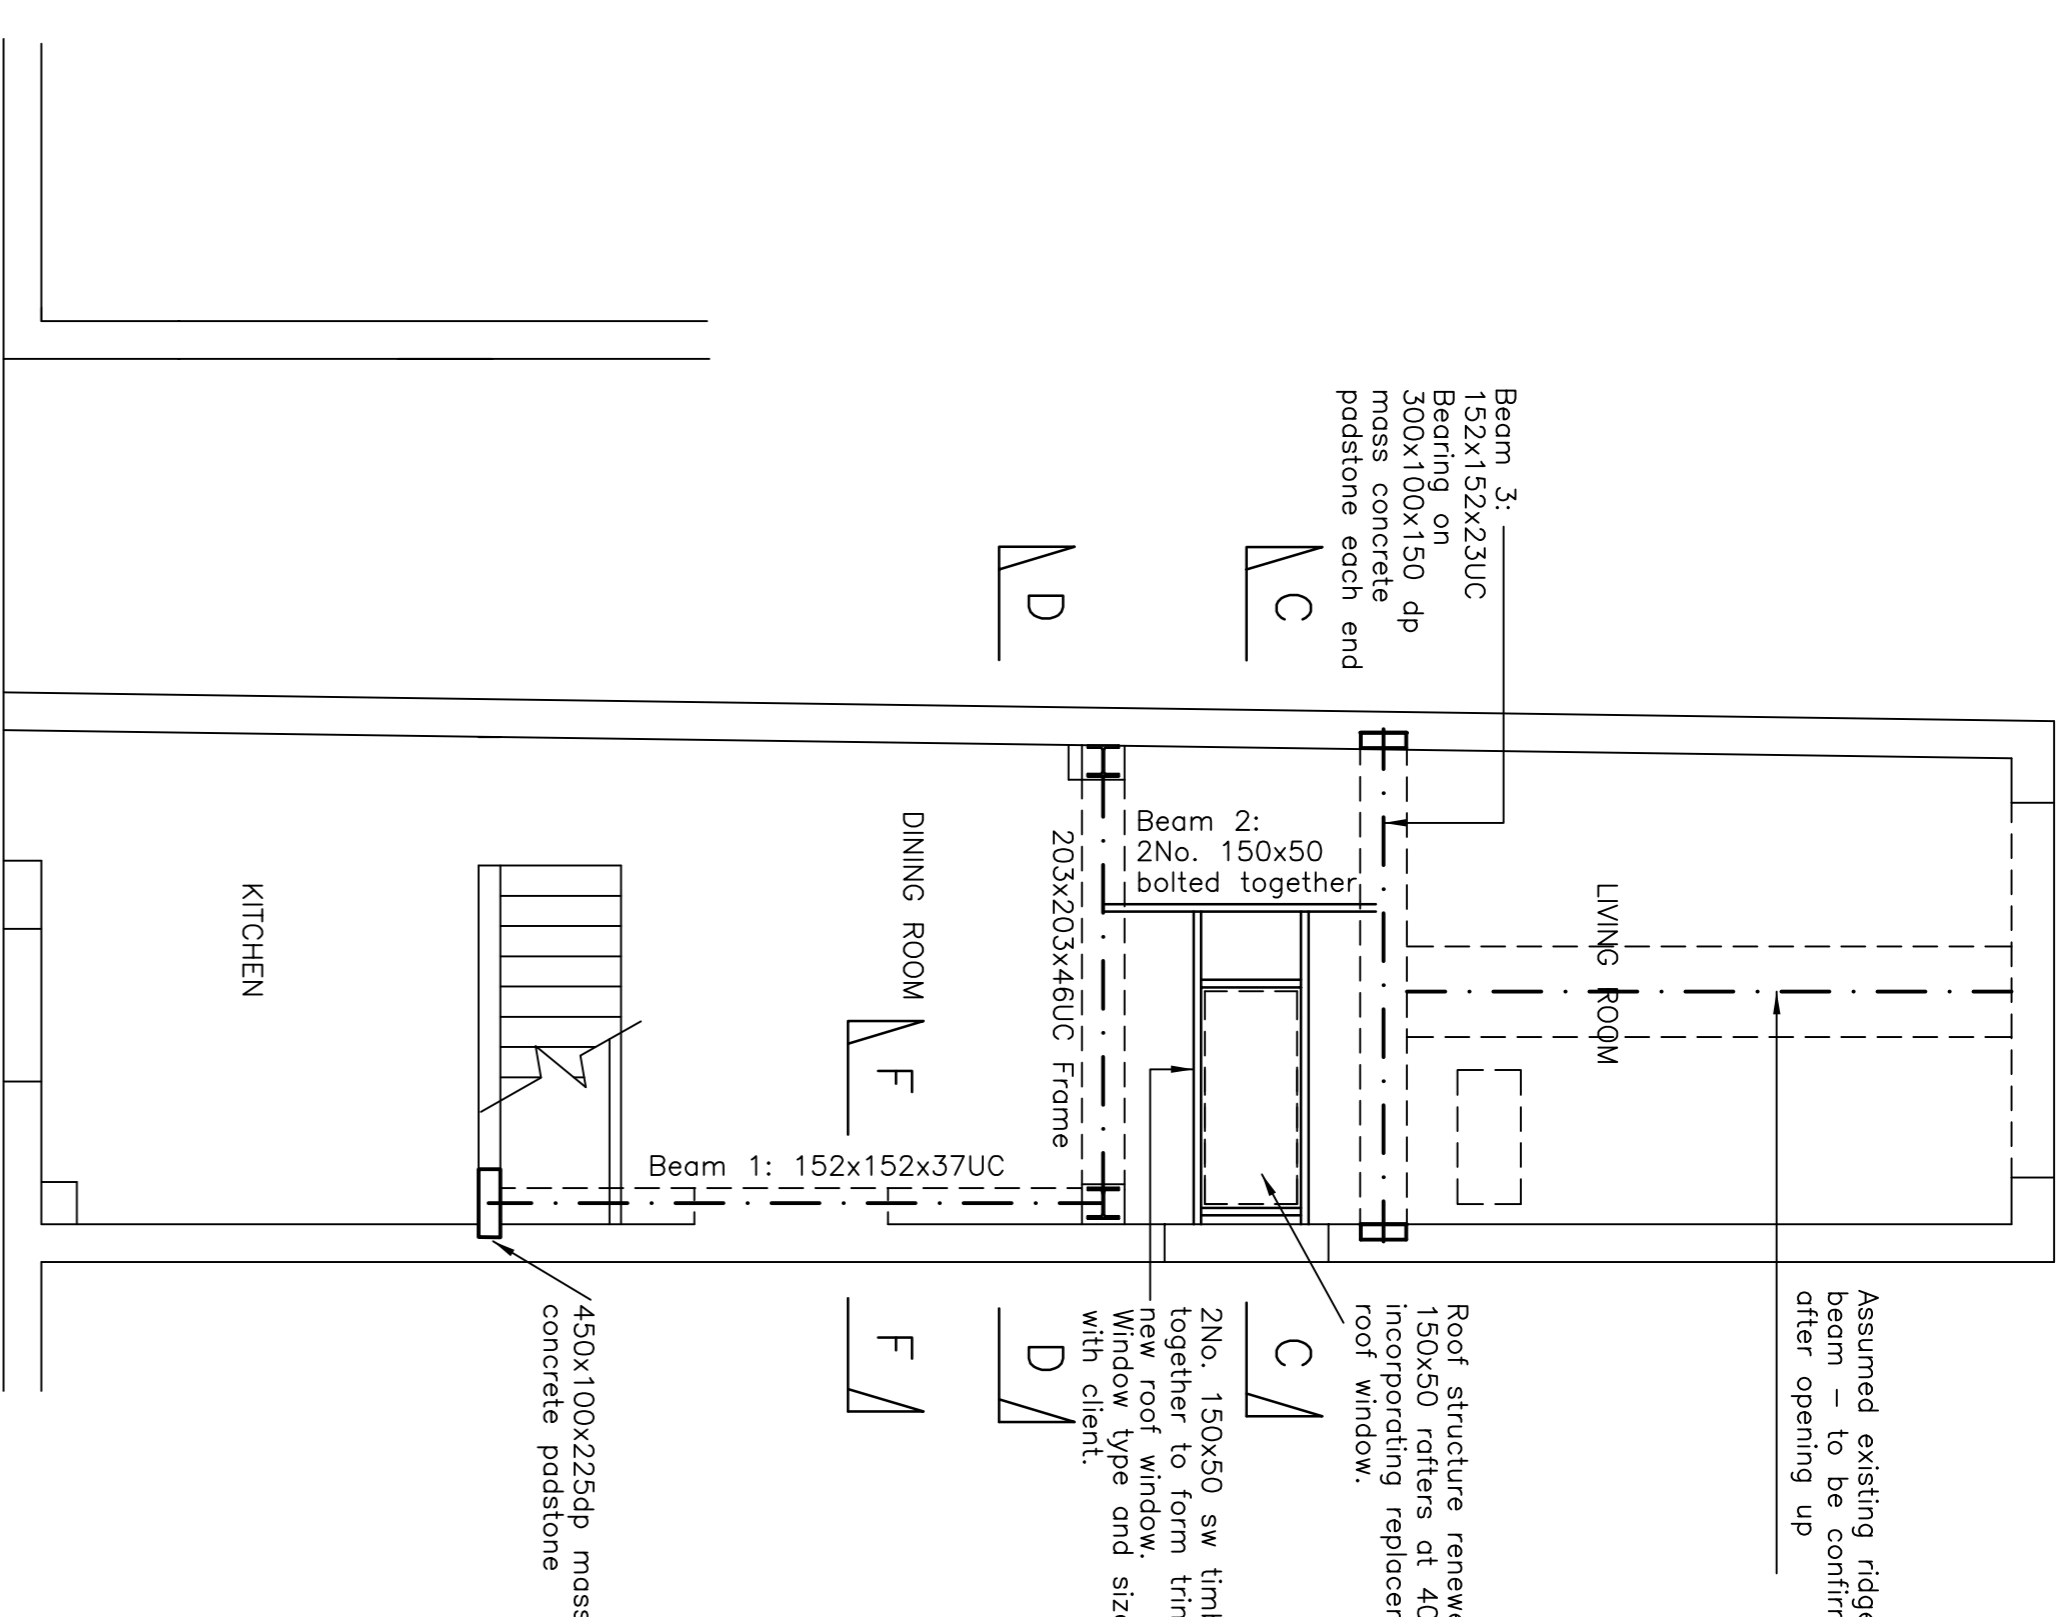 Beam 3:
152x152x23UC
Bearing on
300x100x150 dp
mass concrete
padstone each end
D
C
Beam 2:
2No. 150x50
bolted together
203x203x46UC Frame
DINING ROOM
KITCHEN
LIVING ROOM
F
Beam 1: 152x152x37UC
F
D
C
450x100x225dp mass
concrete padstone
2No. 150x50 sw
together to form
new roof window.
Window type and
with client.
Roof structure
150x50 rafters at
incorporating
roof window.
Assumed existing ridge
beam - to be
after opening up